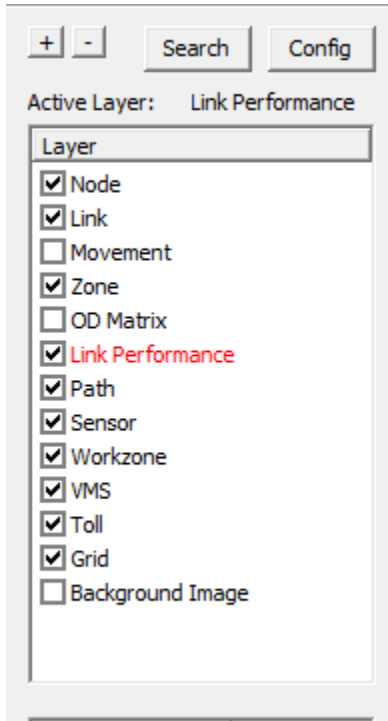 + - Search Config
Active Layer: Link Performance
Layer
Node
Link
Movement
Zone
OD Matrix
Link Performance
Path
Sensor
Workzone
VMS
Toll
Grid
Background Image